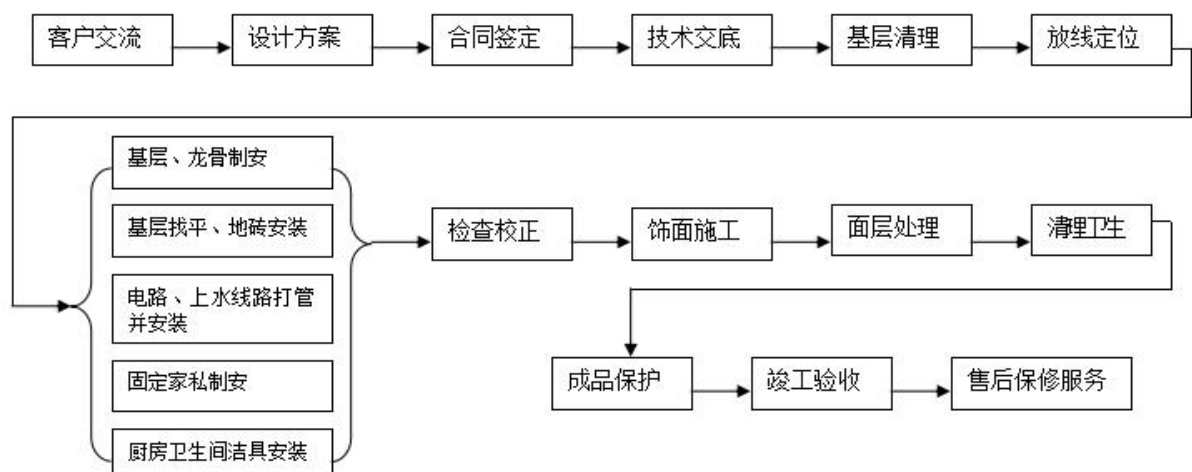 客户交流
设计方案
合同签定
技术交底
基层清理
放线定位
基层、龙骨制安
基层找平、地砖安装
电路、上水线路打管
并安装
固定家私制安
厨房卫生间洁具安装
检查校正
饰面施工
面层处理
清理卫生
成品保护
竣工验收
售后保修服务